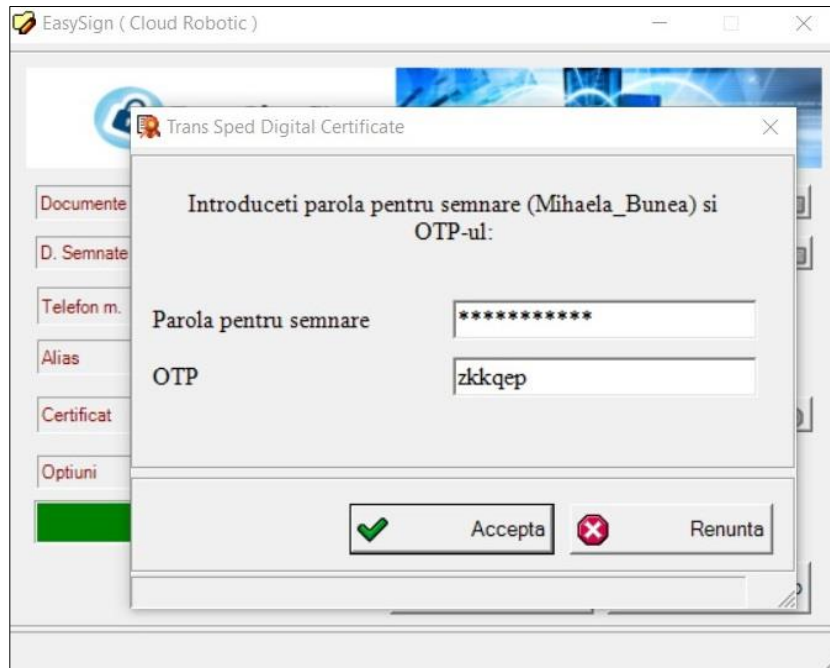 EasySign ( Cloud Robotic )
Trans Sped Digital Certificate
Introduceti parola pentru semnare (Mihaela_Bunea) si
OTP-ul:
Documente
D. Semnate
Telefon m.
Alias
Certificat
Optiuni
Parola pentru semnare
***********
OTP
zkkqep
Accepta
Renunta